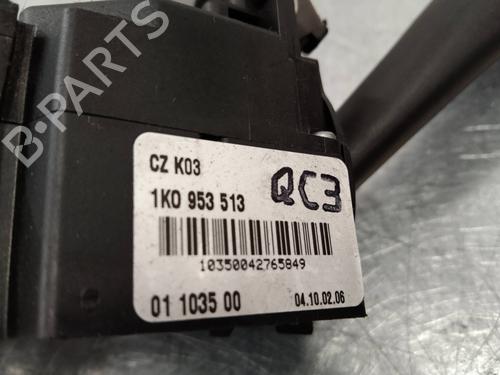 B-PARTS
CZ K03
1K0 953 513
QC3
10350042765849
01 1035 00
04.10.02.06